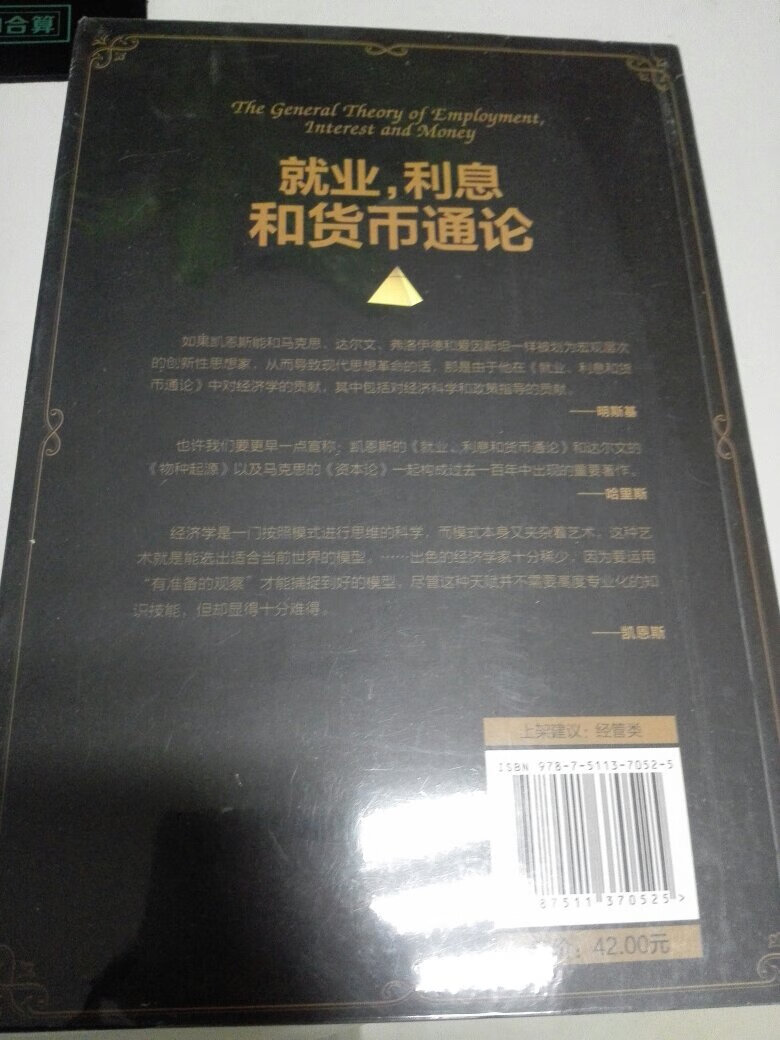 合算
The General Theory of Employment,
Interest and Money
就业，利息
和货币通论
如果凯恩斯能和马克思、达尔文、弗洛伊德和爱因斯坦一样被划为宏观层次
的创新性思想家，从而导致现代思想革命的话，那是由于他在《就业、利息和货
币通论》中对经济学的贡献，其中包括对经济科学和政策指导的贡献。
——明斯基
也许我们要更早一点宣称：凯恩斯的《就业、利息和货币通论》和达尔文的
《物种起源》以及马克思的《资本论》一起构成过去一百年中出现的重要著作。
——哈里斯
经济学是一门按照模式进行思维的科学，而模式本身又夹杂着艺术。这种艺
术就是能选出适合当前世界的模型。……出色的经济学家十分稀少，因为要运用
“有准备的观察”才能捕捉到好的模型，尽管这种天赋并不需要高度专业化的知
识技能，但却显得十分难得。
——凯恩斯
上架建议：经管类
ISBN 978-7-5113-7052-5
87511 370525 >
价：42.00元